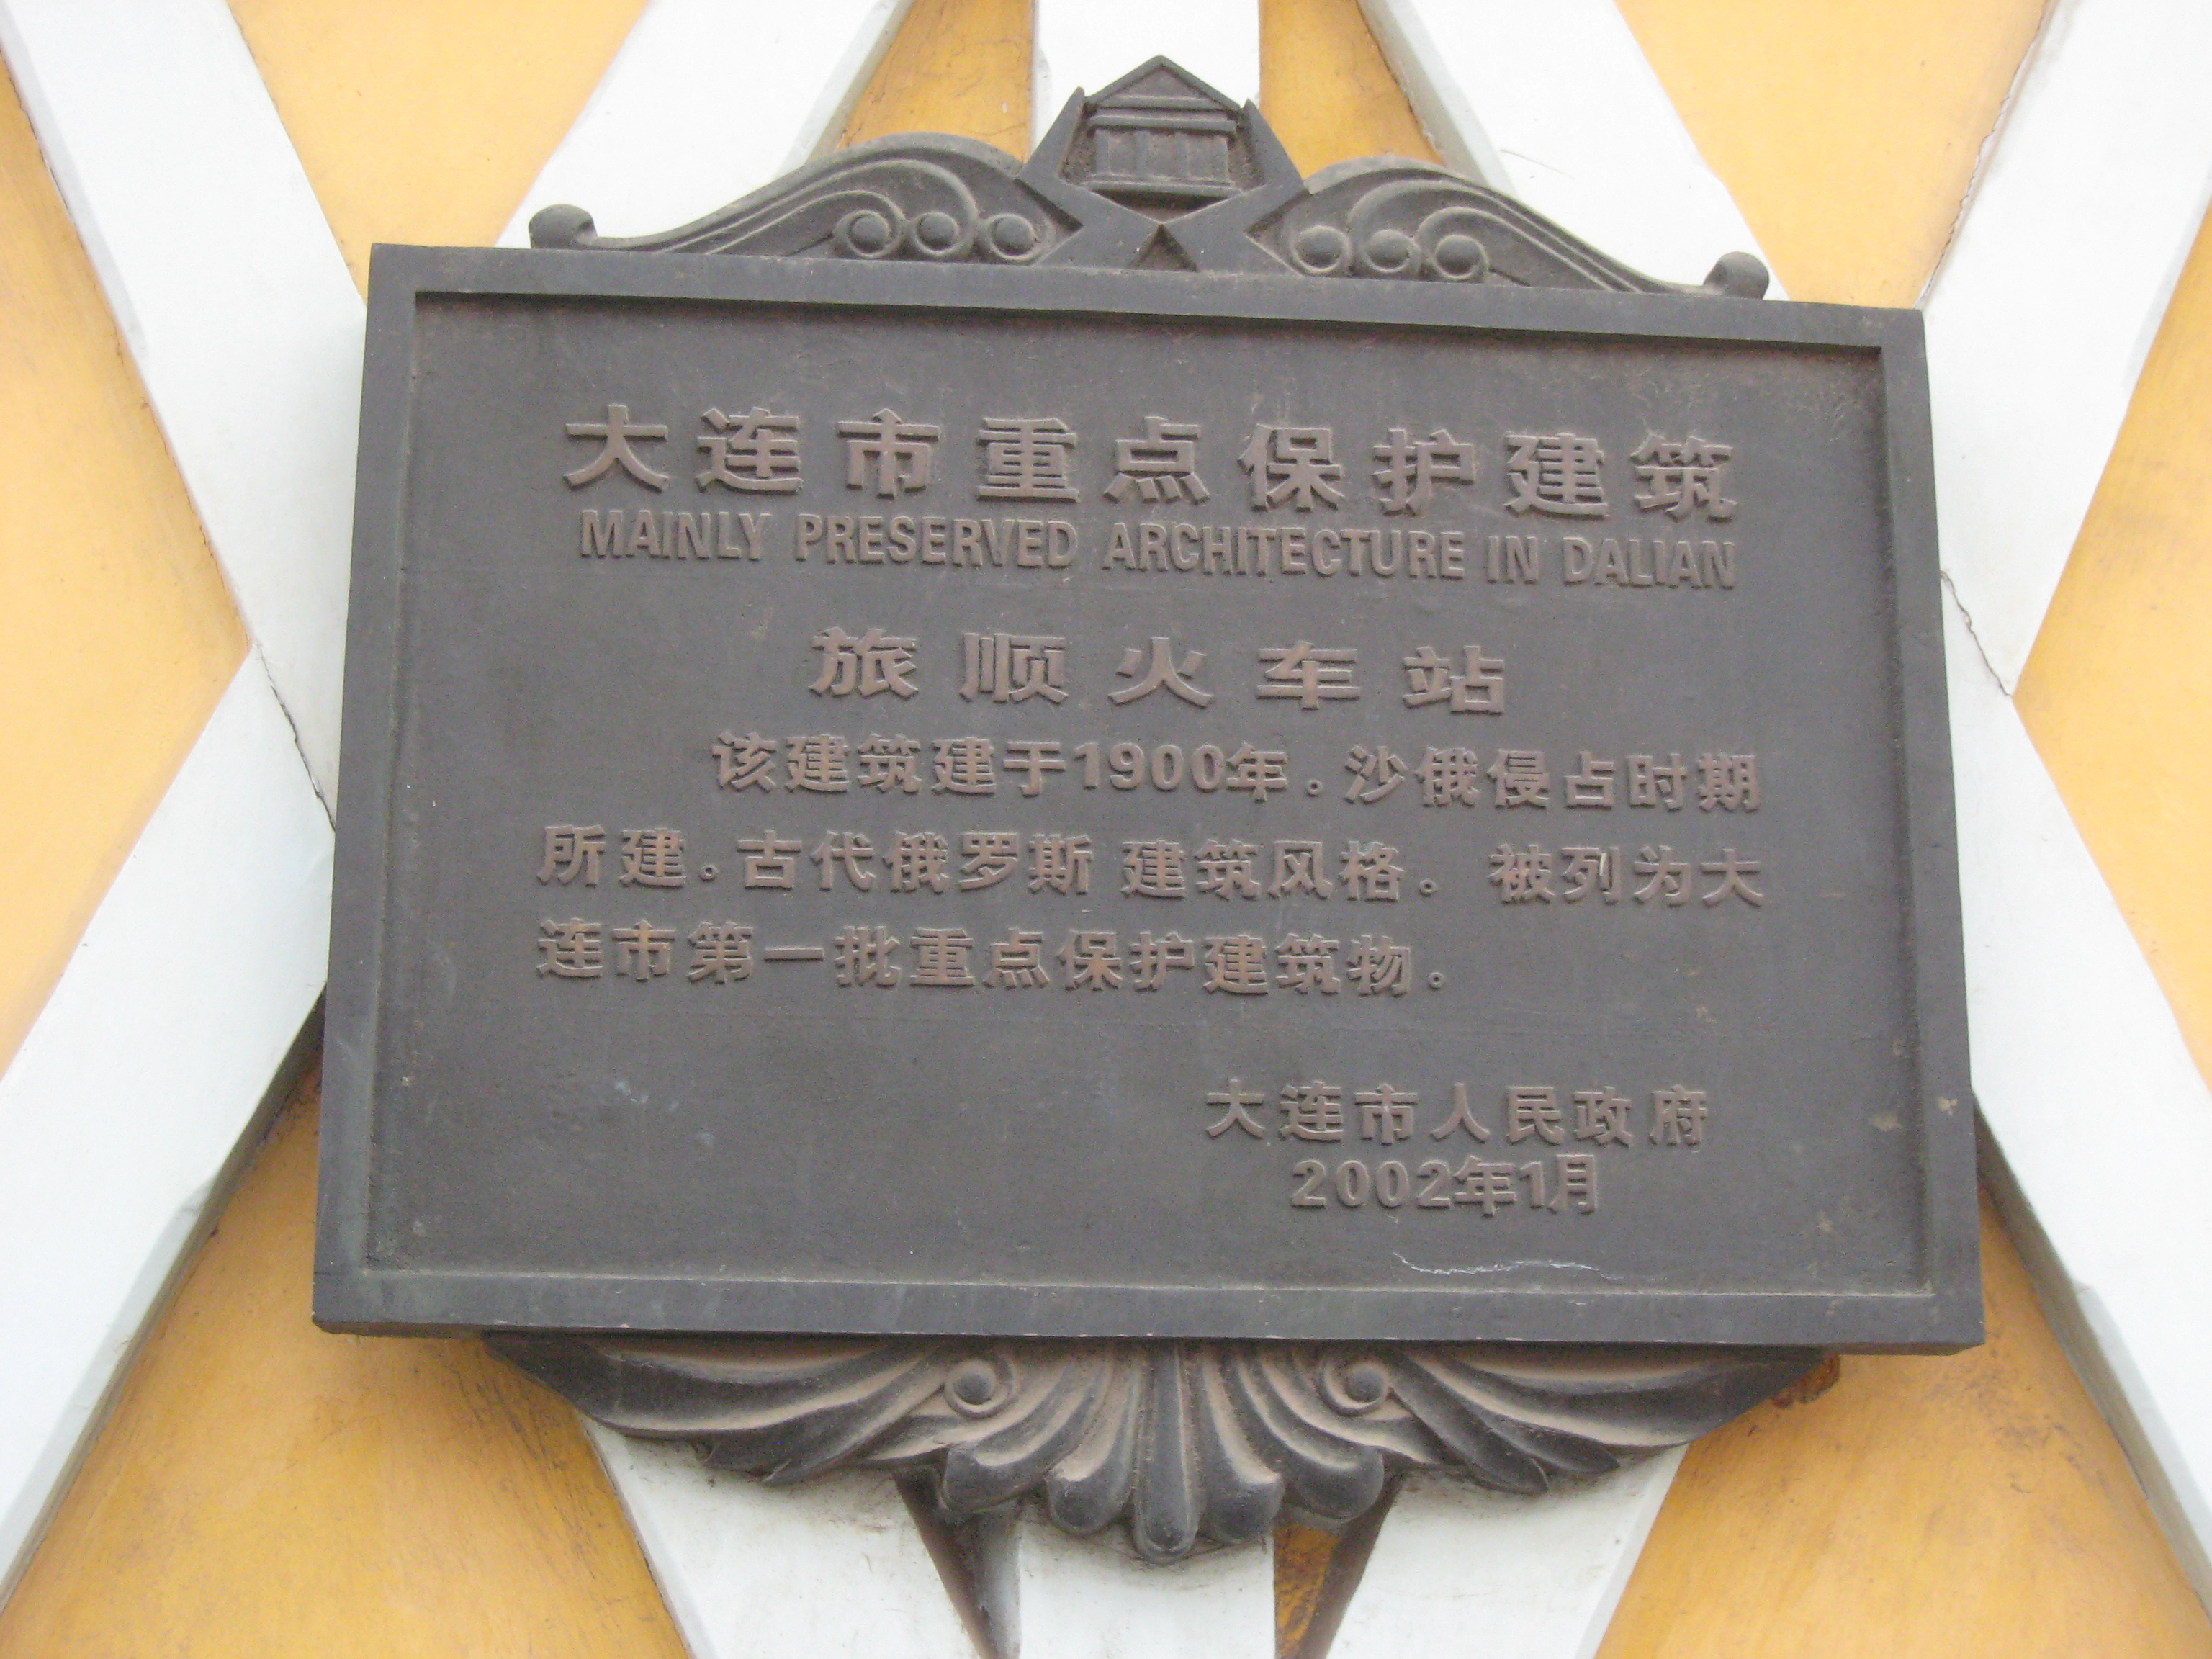 大连市重点保护建筑
MAINLY PRESERVED ARCHITECTURE IN DALIAN
旅顺火车站
该建筑建于1900年。沙俄侵占时期
所建。古代俄罗斯 建筑风格。 被列为大
连市第一批重点保护建筑物。
大连市人民政府
2002年1月